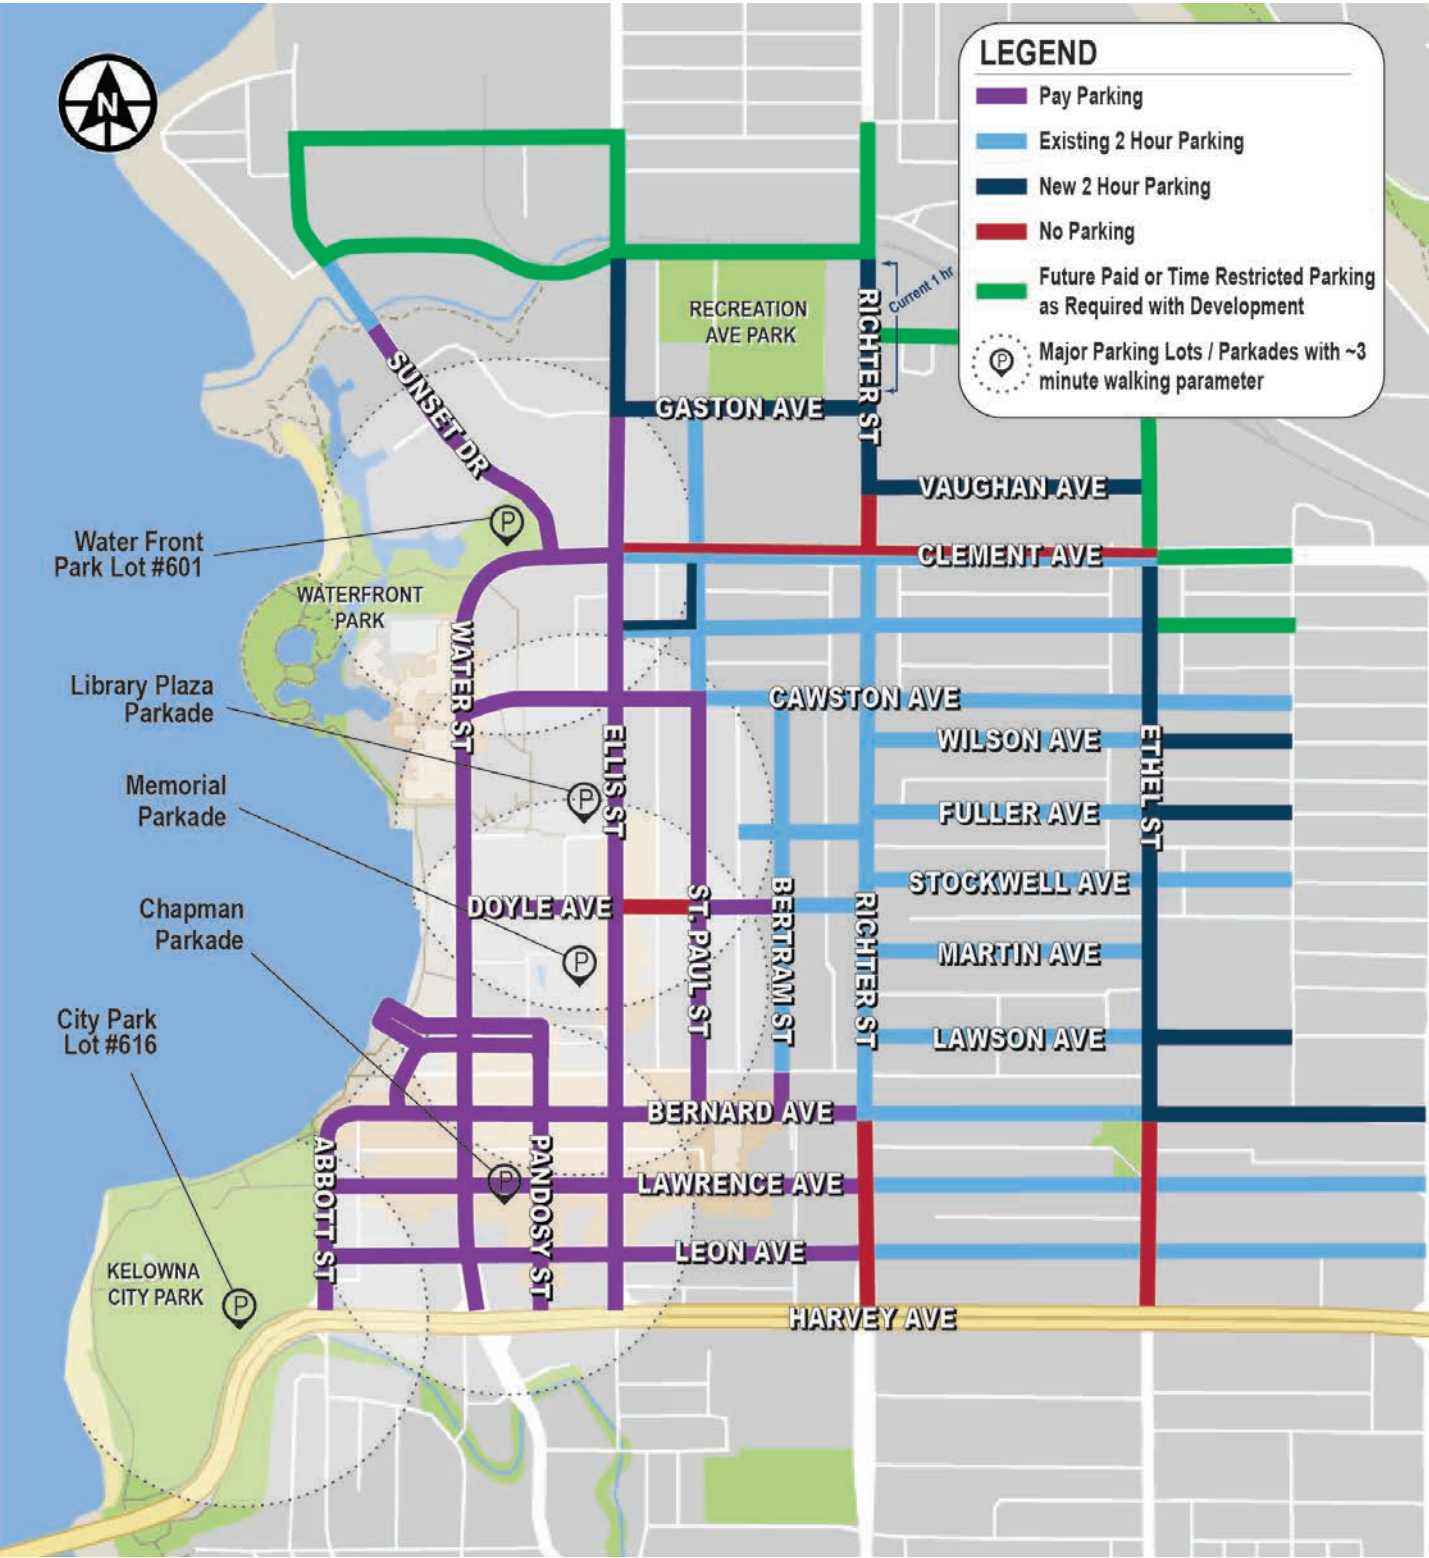 N
LEGEND
Pay Parking
Existing 2 Hour Parking
New 2 Hour Parking
No Parking
Future Paid or Time Restricted Parking
as Required with Development
P
Major Parking Lots / Parkades with ~3
minute walking parameter
RECREATION
AVE PARK
RICHTER ST
Current 1 hr
SUNSET DR
GASTON AVE
VAUGHAN AVE
P
Water Front
Park Lot #601
CLEMENT AVE
WATERFRONT
PARK
WATER ST
Library Plaza
Parkade
CAWSTON AVE
WILSON AVE
ELLIS ST
ETHEL ST
P
Memorial
Parkade
FULLER AVE
STOCKWELL AVE
DOYLE AVE
ST. PAUL ST
BERTRAM ST
RICHTER ST
Chapman
Parkade
MARTIN AVE
P
City Park
Lot #616
LAWSON AVE
BERNARD AVE
ABBOTT ST
PANDOSY ST
P
LAWRENCE AVE
LEON AVE
KELOWNA
CITY PARK
P
HARVEY AVE